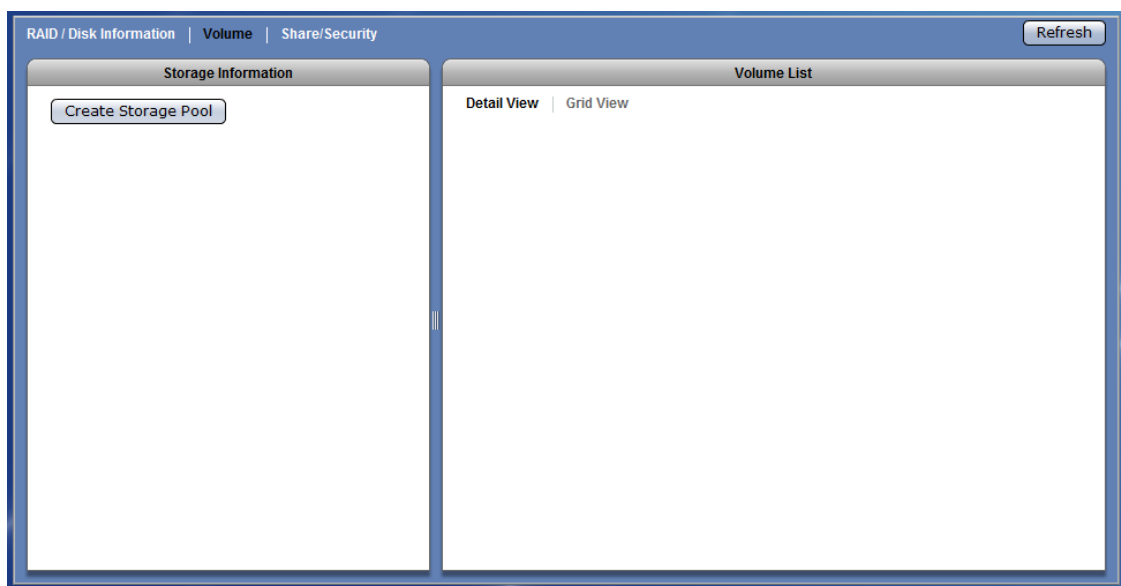 RAID / Disk Information | Volume | Share/Security
Refresh
Storage Information
Create Storage Pool
Volume List
Detail View | Grid View